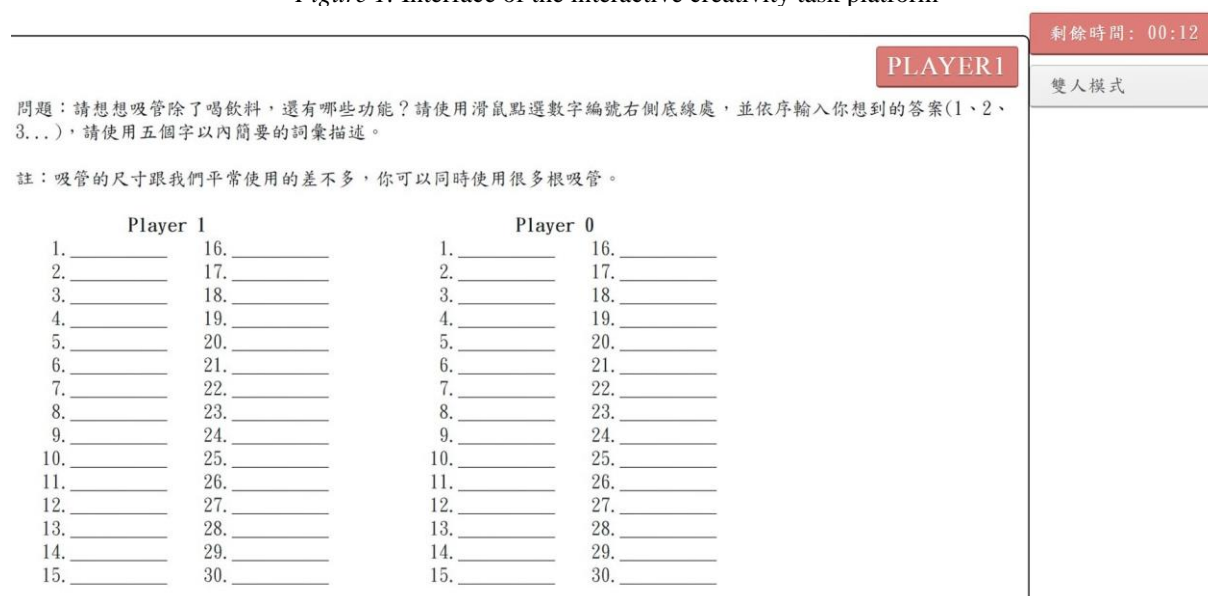 Figure 1. Interface of the interactive creativity task platform
剩餘時間: 00:12
PLAYER1
雙人模式
問題：請想想吸管除了喝飲料，還有哪些功能？請使用滑鼠點選數字編號右側底線處，並依序輸入你想到的答案(1、2、
3...)，請使用五個字以內簡要的詞彙描述。
註：吸管的尺寸跟我們平常使用的差不多，你可以同時使用很多根吸管。
Player 1 Player 0
1. 16. 1. 16.
2. 17. 2. 17.
3. 18. 3. 18.
4. 19. 4. 19.
5. 20. 5. 20.
6. 21. 6. 21.
7. 22. 7. 22.
8. 23. 8. 23.
9. 24. 9. 24.
10. 25. 10. 25.
11. 26. 11. 26.
12. 27. 12. 27.
13. 28. 13. 28.
14. 29. 14. 29.
15. 30. 15. 30.